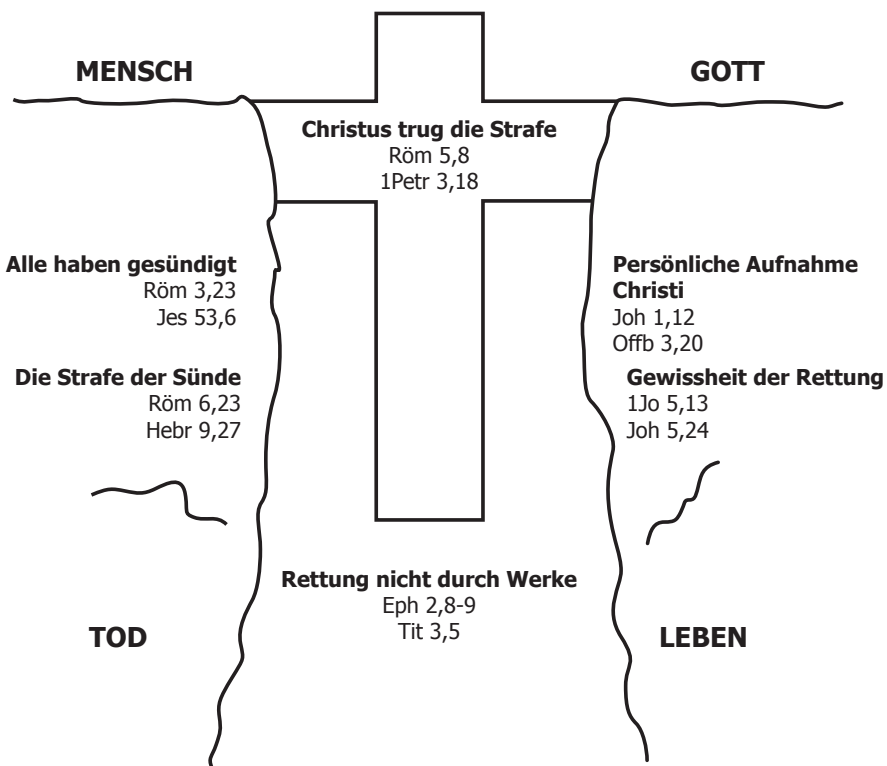 MENSCH
GOTT
Christus trug die Strafe
Röm 5,8
1Petr 3,18
Alle haben gesündigt
Röm 3,23
Jes 53,6
Die Strafe der Sünde
Röm 6,23
Hebr 9,27
Persönliche Aufnahme
Christi
Joh 1,12
Offb 3,20
Gewissheit der Rettung
1Jo 5,13
Joh 5,24
Rettung nicht durch Werke
Eph 2,8-9
Tit 3,5
TOD
LEBEN